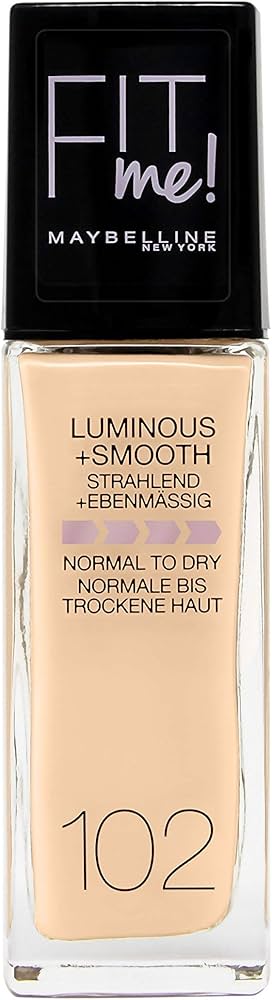 FIT
me!
MAYBELLINE
NEW YORK
LUMINOUS
+SMOOTH
STRAHLEND
+EBENMÄSSIG
NORMAL TO DRY
NORMALE BIS
TROCKENE HAUT
102